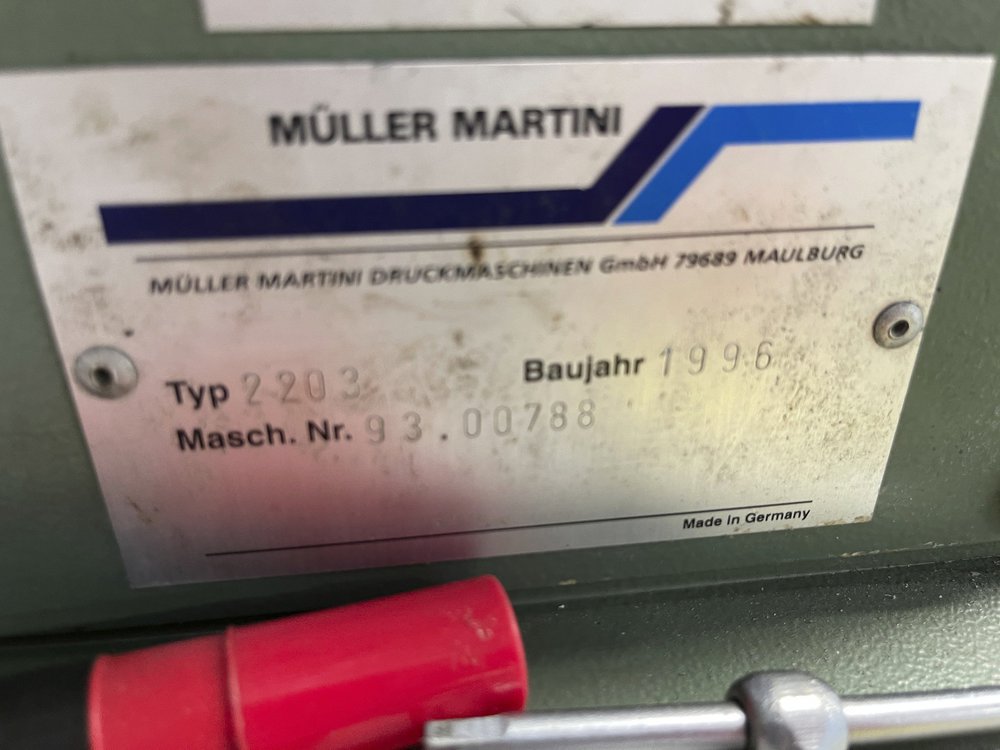 MÜLLER MARTINI
MÜLLER MARTINI DRUCKMASCHINEN GmbH 79689 MAULBURG
Typ 2203 Baujahr 1996
Masch. Nr. 93.00788
Made in Germany